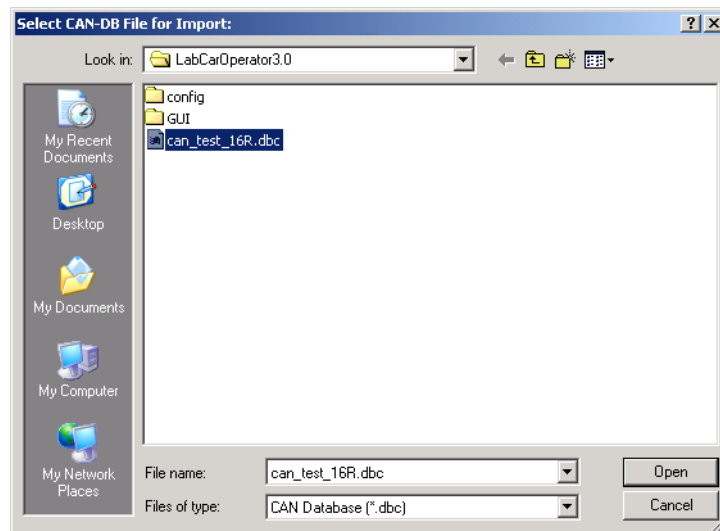 Select CAN-DB File for Import:
Look in:
LabCarOperator3.0
config
GUI
can_test_16R.dbc
My Recent
Documents
Desktop
My Documents
My Computer
My Network
Places
File name:
can_test_16R.dbc
Open
Files of type:
CAN Database (*.dbc)
Cancel